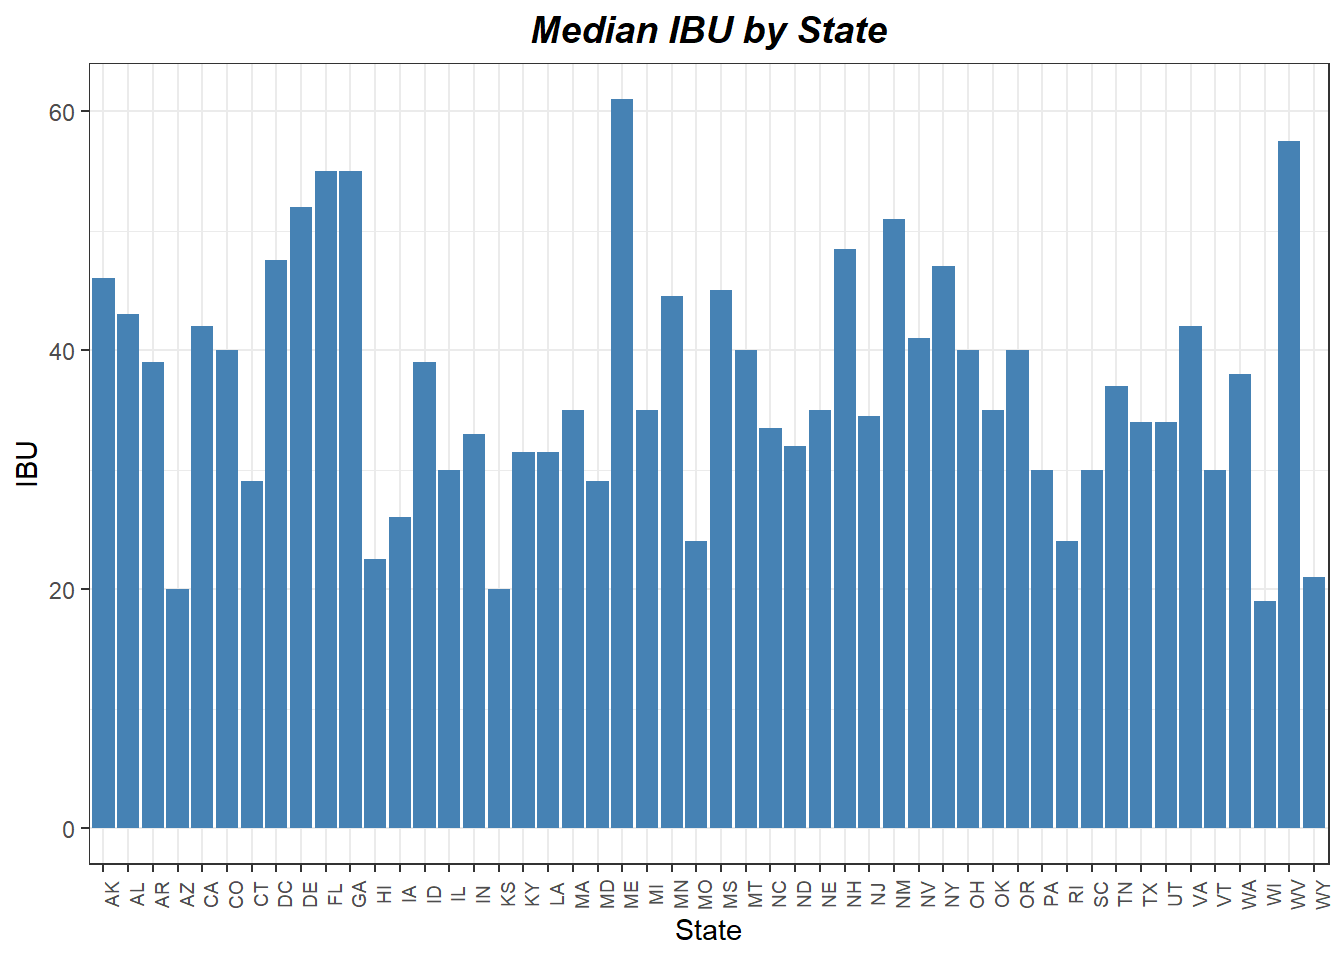 Median IBU by State
60
40
20
0
IBU
AK AL AR AZ CA CO CT DC DE FL GA HI IA ID IL IN KS KY LA MA MD ME MI MN MO MS MT NC ND NE NH NJ NM NV NY OH OK OR PA RI SC TN TX UT VA VT WA WI WV WY
State